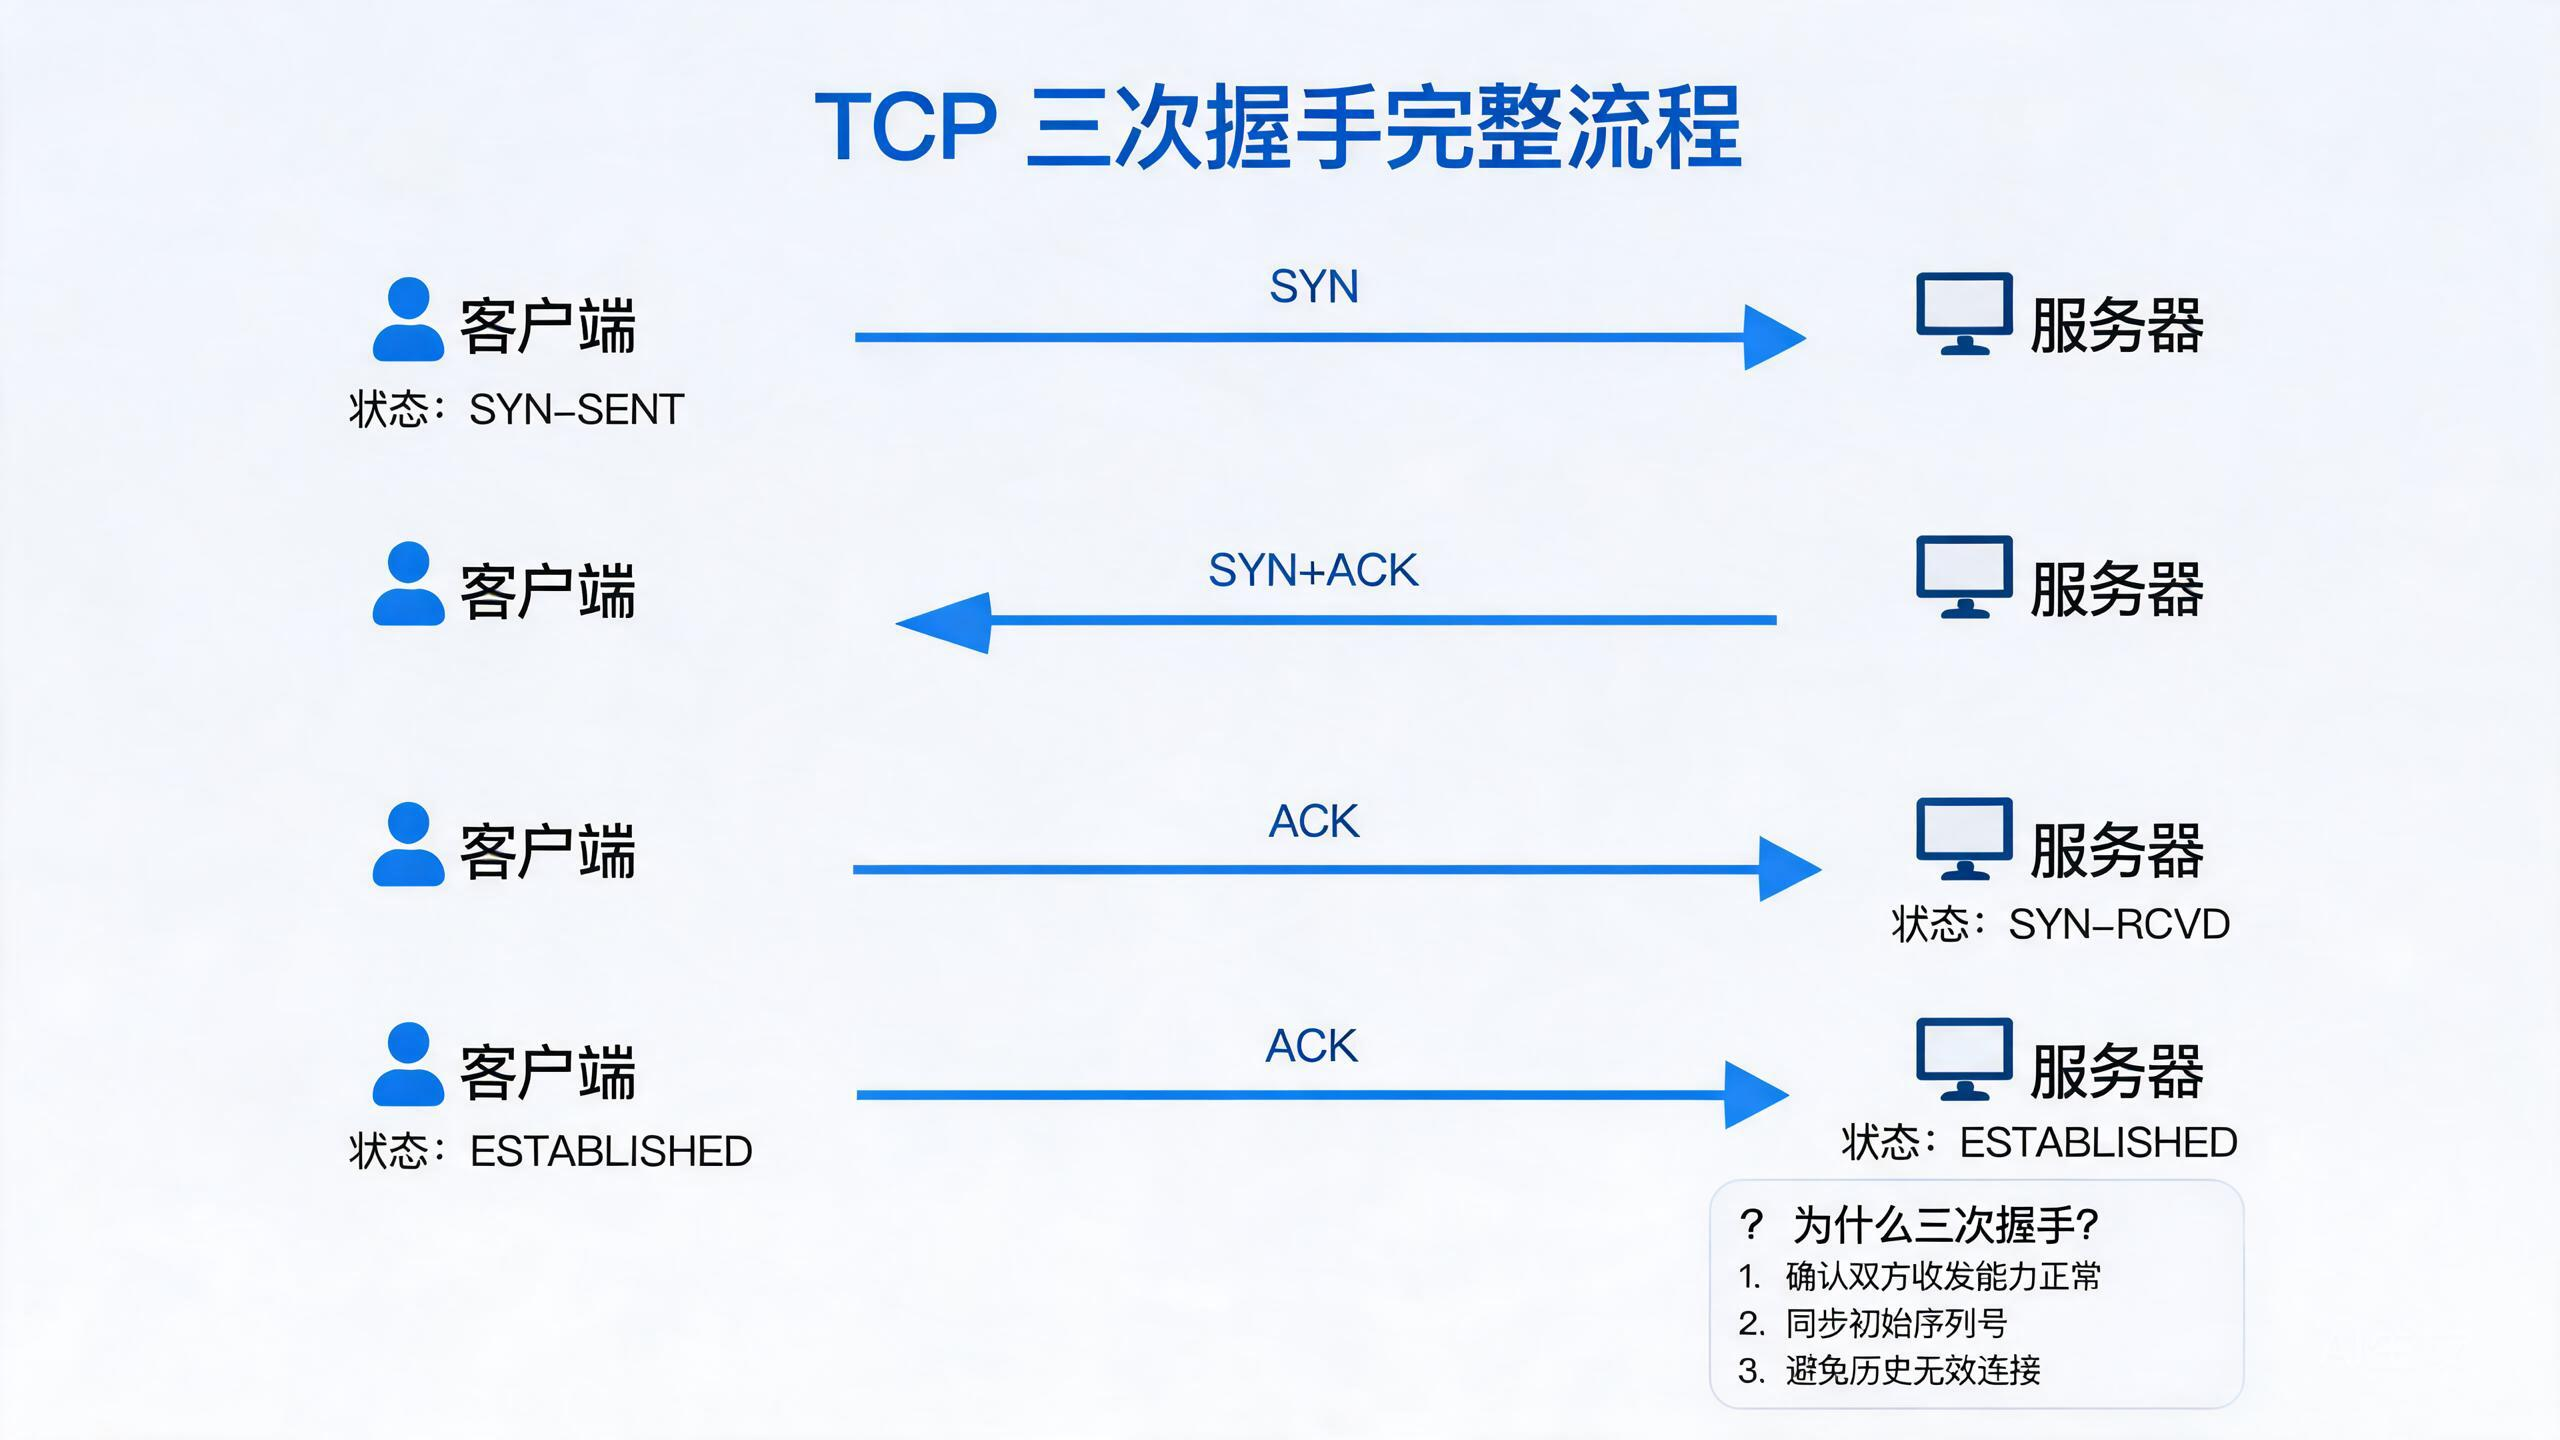 TCP 三次握手完整流程
SYN
客户端
服务器
状态：SYN–SENT
SYN+ACK
客户端
服务器
ACK
客户端
服务器
状态：SYN–RCVD
ACK
客户端
服务器
状态：ESTABLISHED
状态：ESTABLISHED
? 为什么三次握手?
1. 确认双方收发能力正常
2. 同步初始序列号
3. 避免历史无效连接